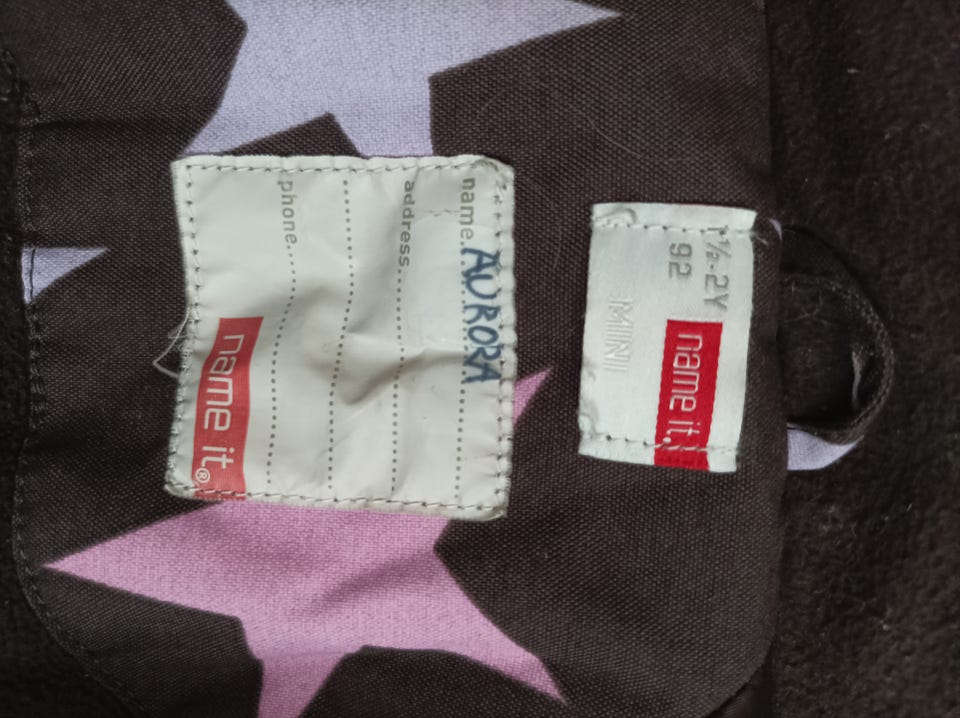 name. AURORA
address
phone.
name it®
1½-2Y
92
name it.
MINI